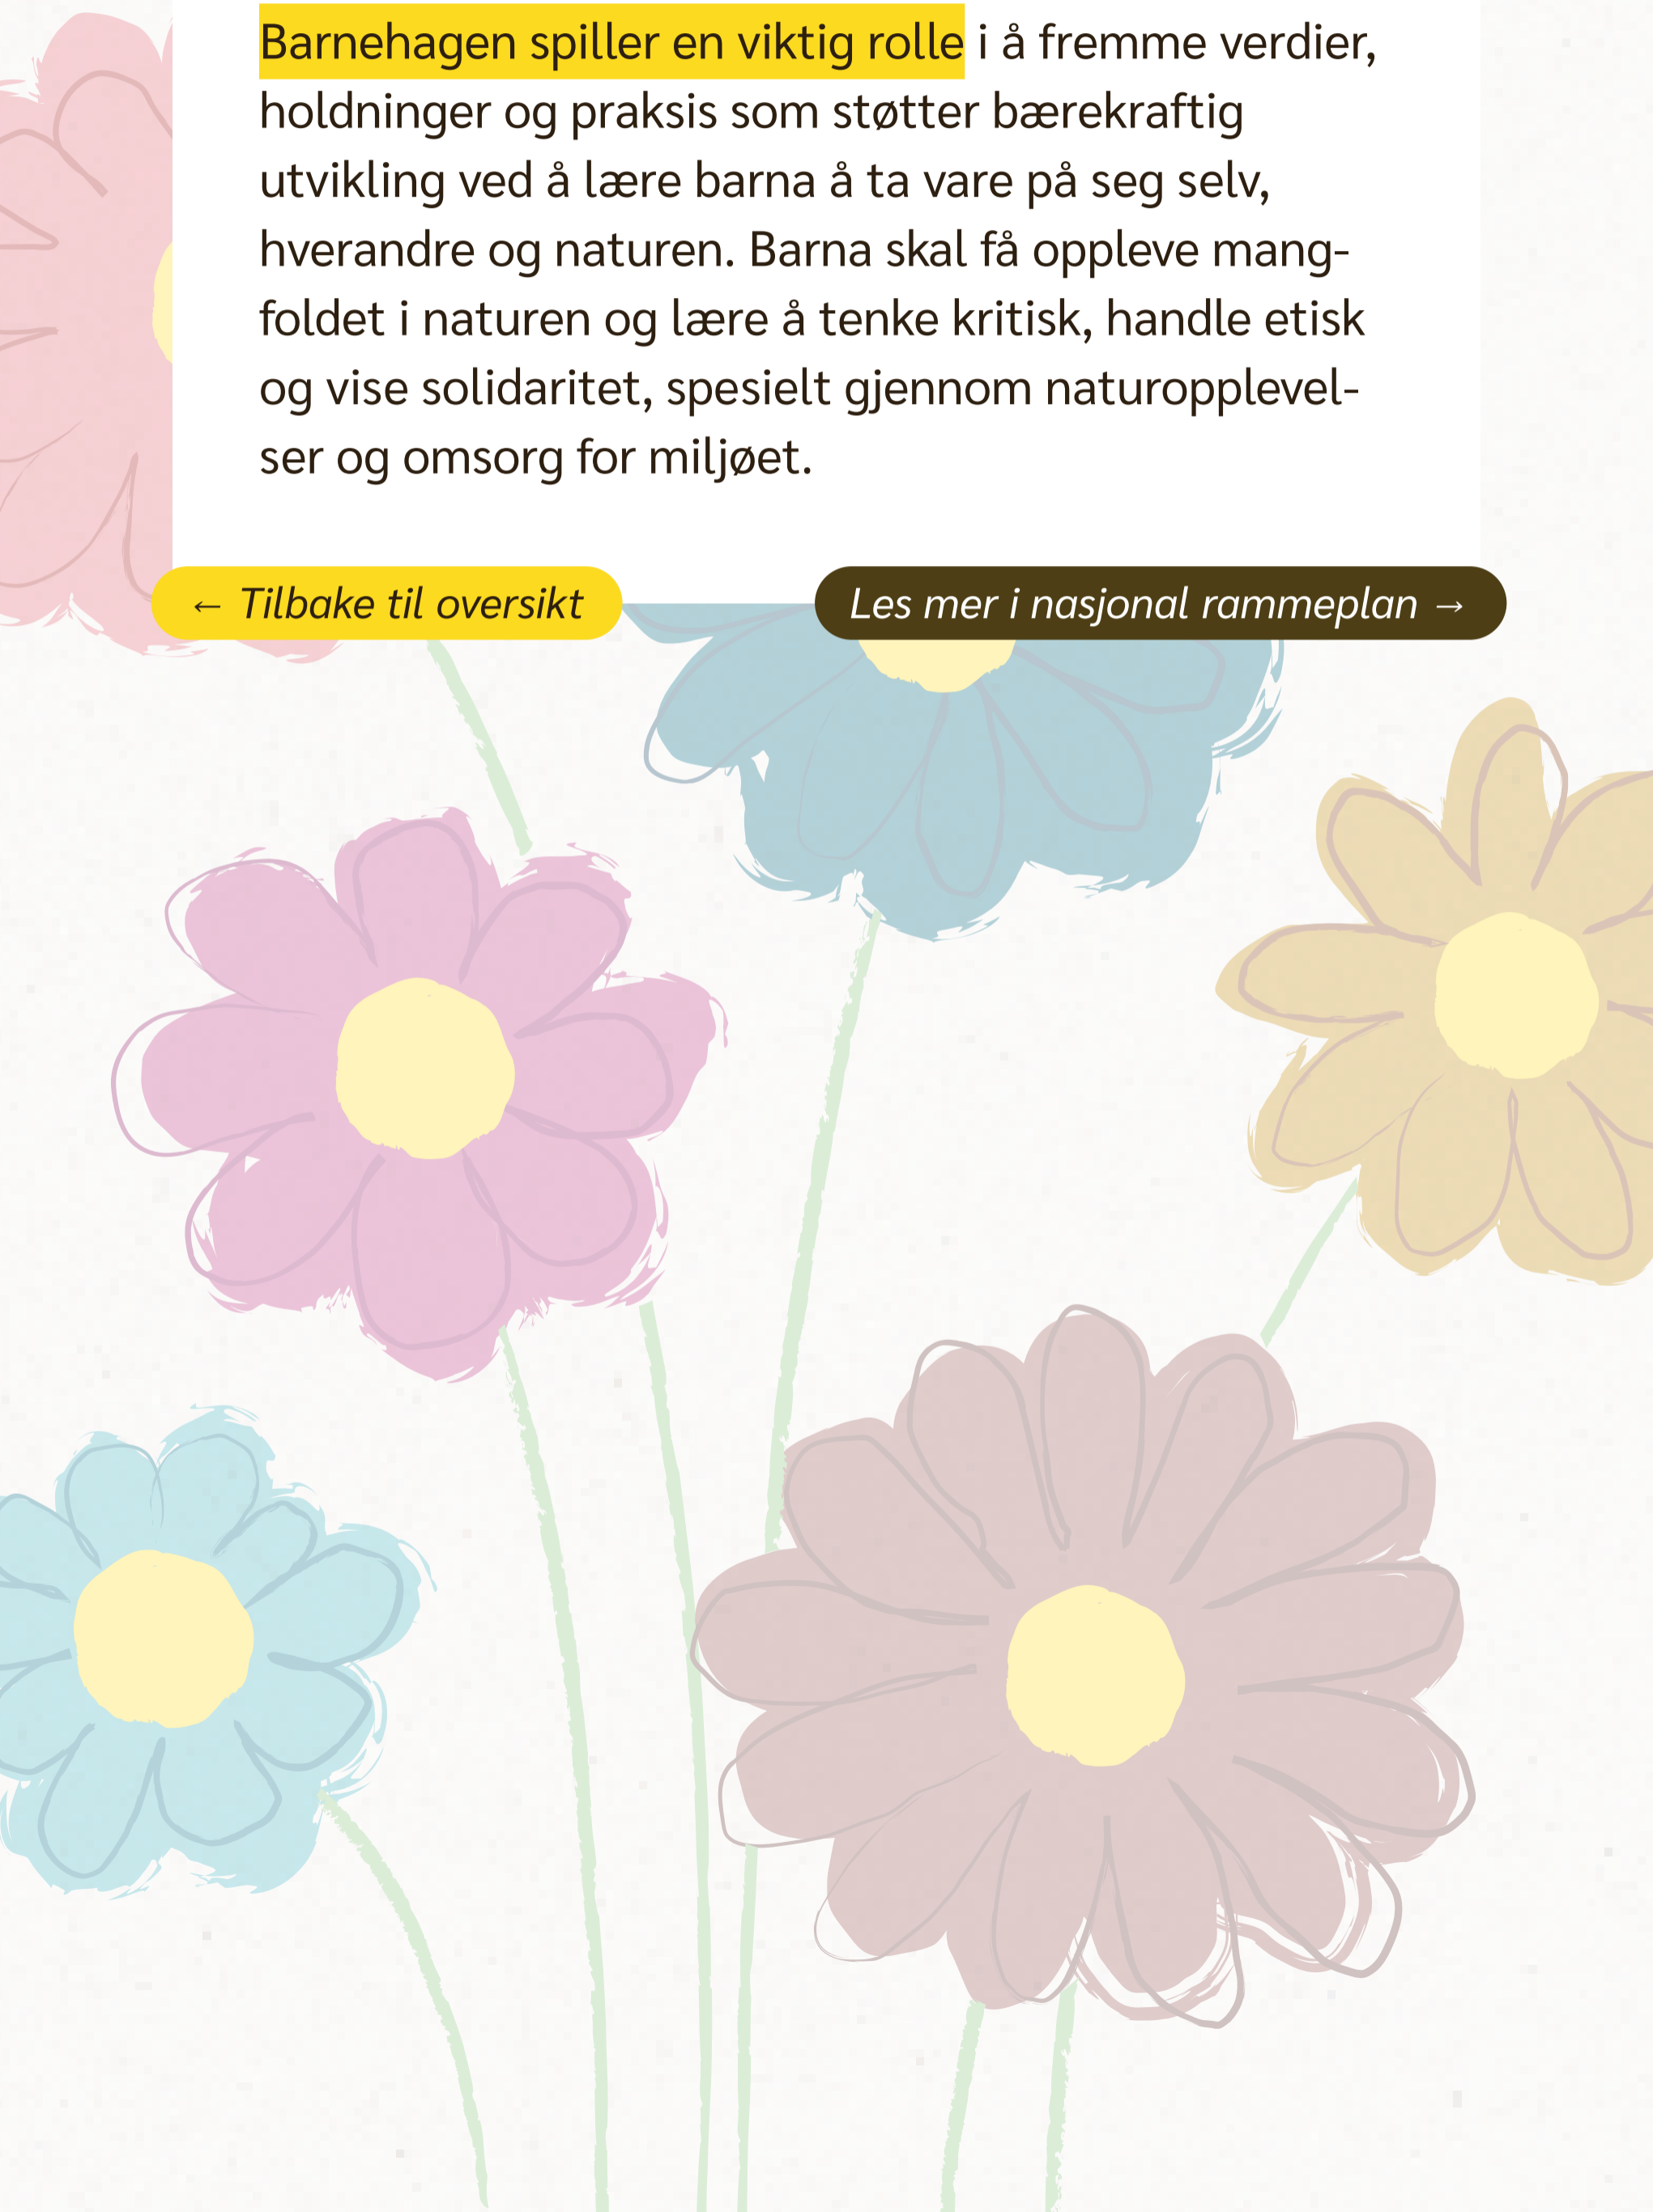 Barnehagen spiller en viktig rolle i å fremme verdier,
holdninger og praksis som støtter bærekraftig
utvikling ved å lære barna å ta vare på seg selv,
hverandre og naturen. Barna skal få oppleve mang-
foldet i naturen og lære å tenke kritisk, handle etisk
og vise solidaritet, spesielt gjennom naturopplevel-
ser og omsorg for miljøet.
← Tilbake til oversikt
Les mer i nasjonal rammeplan →